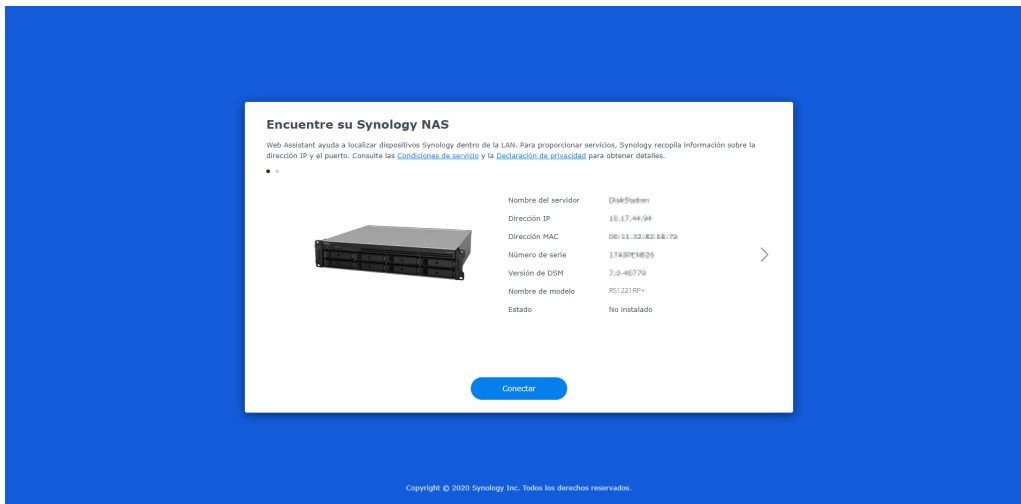 Encuentre su Synology NAS
Web Assistant ayuda a localizar dispositivos Synology dentro de la LAN. Para proporcionar servicios, Synology recopila información sobre la
dirección IP y el puerto. Consulte las Condiciones de servicio y la Declaración de privacidad para obtener detalles.
Nombre del servidor DiskStation
Dirección IP
Dirección MAC
Número de serie
Versión de DSM
Nombre de modelo RS1221RP+
Estado No instalado
Conectar
Copyright © 2020 Synology Inc. Todos los derechos reservados.